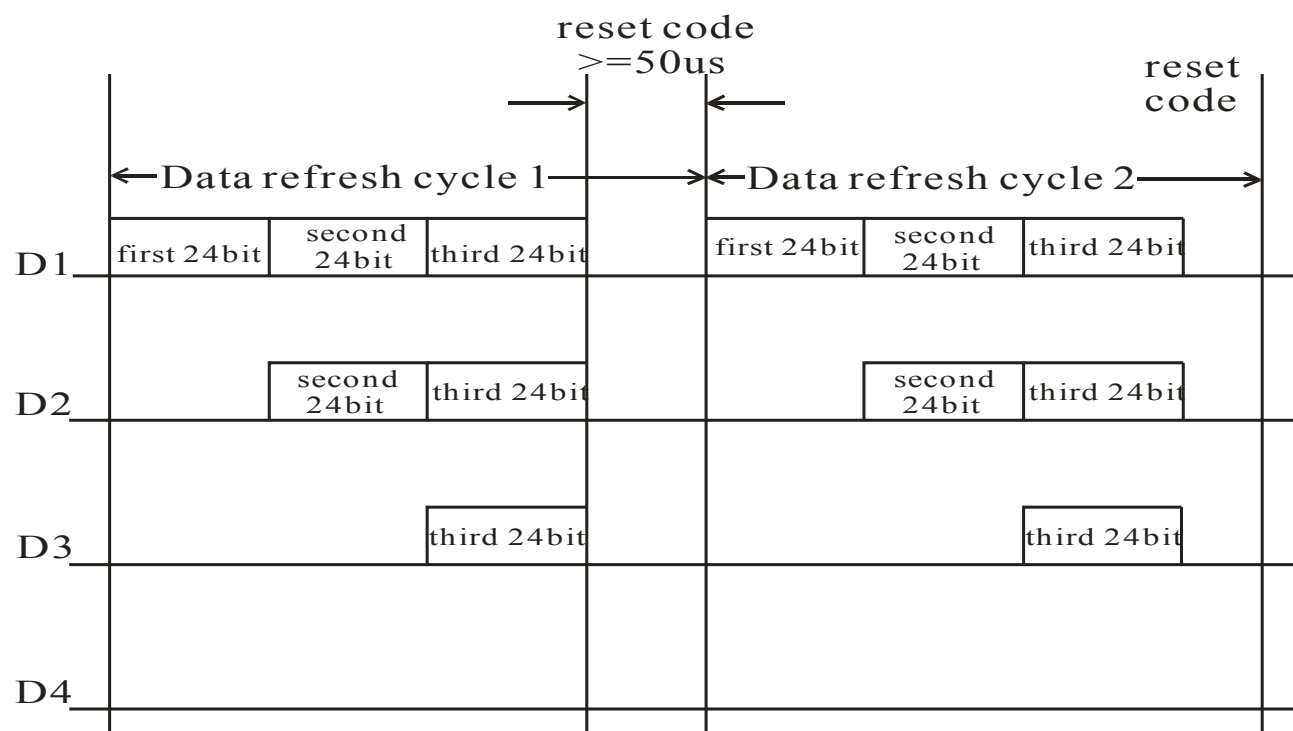 reset code
>=50us
reset
code
Data refresh cycle 1
Data refresh cycle 2
D1
first 24bit
second
24bit
third 24bit
first 24bit
second
24bit
third 24bit
D2
second
24bit
third 24bit
second
24bit
third 24bit
D3
third 24bit
third 24bit
D4